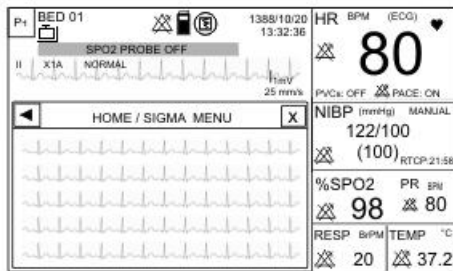 P1 BED 01 1388/10/20
13:32:36
SPO2 PROBE OFF
II X1A NORMAL
1mV
25 mm/s
HOME / SIGMA MENU X
HR BPM (ECG)
80
PVCs: OFF PACE: ON
NIBP (mmHg) MANUAL
122/100
(100) RTCP:21:56
%SPO2 PR BPM
98 80
RESP BrPM TEMP °C
20 37.2